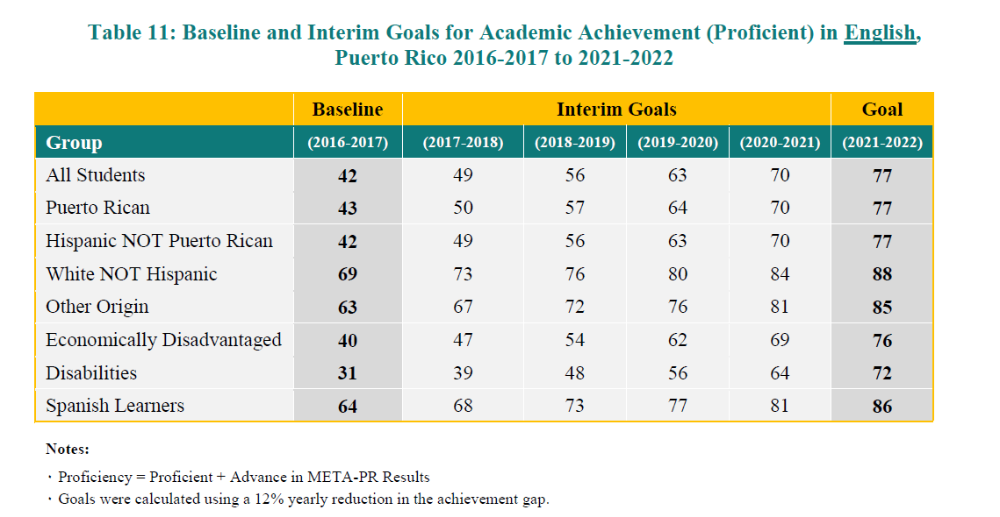 Table 11: Baseline and Interim Goals for Academic Achievement (Proficient) in English,
Puerto Rico 2016-2017 to 2021-2022
Baseline Interim Goals Goal
Group (2016-2017) (2017-2018) (2018-2019) (2019-2020) (2020-2021) (2021-2022)
All Students 42 49 56 63 70 77
Puerto Rican 43 50 57 64 70 77
Hispanic NOT Puerto Rican 42 49 56 63 70 77
White NOT Hispanic 69 73 76 80 84 88
Other Origin 63 67 72 76 81 85
Economically Disadvantaged 40 47 54 62 69 76
Disabilities 31 39 48 56 64 72
Spanish Learners 64 68 73 77 81 86
Notes:
· Proficiency = Proficient + Advance in META-PR Results
· Goals were calculated using a 12% yearly reduction in the achievement gap.